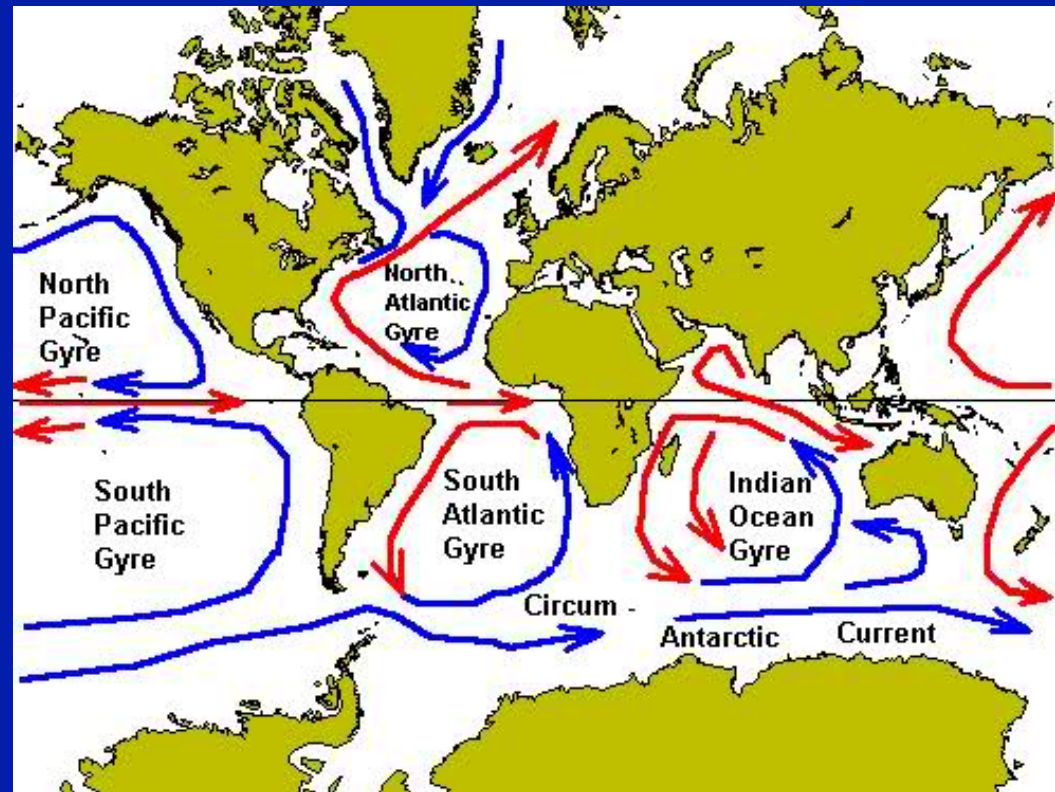 North
Pacific
Gyre
North
Atlantic
Gyre
South
Pacific
Gyre
South
Atlantic
Gyre
Indian
Ocean
Gyre
Circum -
Antarctic Current